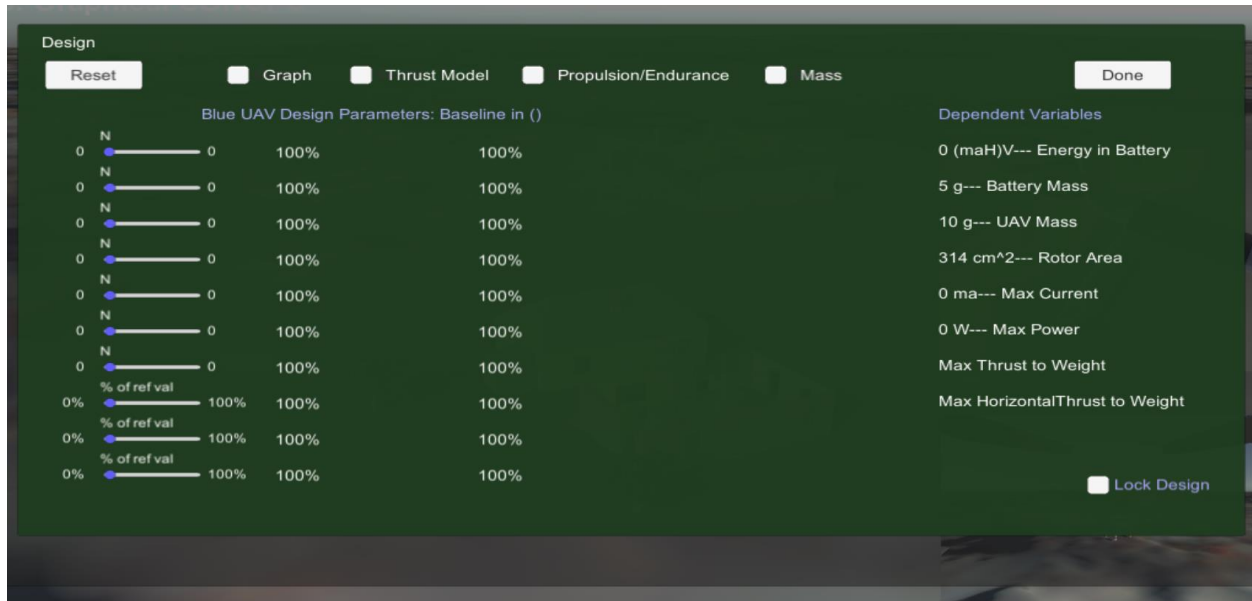 Design
Reset Graph Thrust Model Propulsion/Endurance Mass Done
Blue UAV Design Parameters: Baseline in () Dependent Variables
N
0 0 100% 100% 0 (maH)V--- Energy in Battery
N
0 0 100% 100% 5 g--- Battery Mass
N
0 0 100% 100% 10 g--- UAV Mass
N
0 0 100% 100% 314 cm^2--- Rotor Area
N
0 0 100% 100% 0 ma--- Max Current
N
0 0 100% 100% 0 W--- Max Power
N
0 0 100% 100% Max Thrust to Weight
% of ref val
0% 100% 100% 100% Max HorizontalThrust to Weight
% of ref val
0% 100% 100% 100%
% of ref val
0% 100% 100% 100%
Lock Design